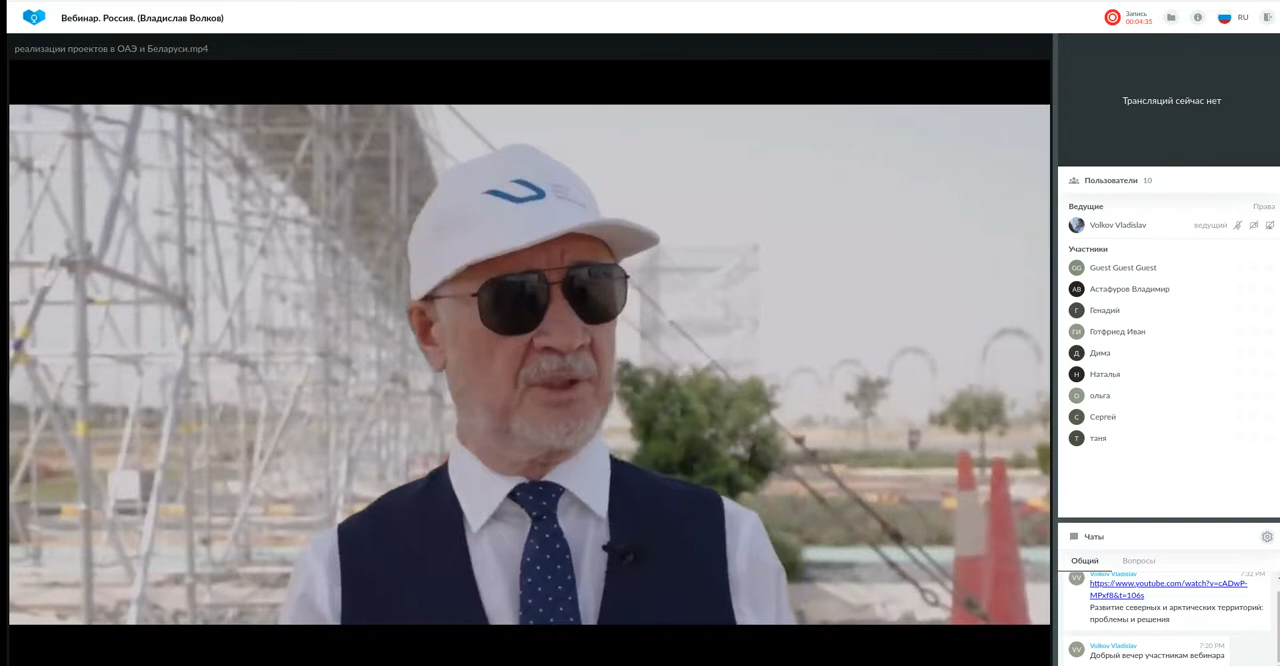 Вебинар. Россия. (Владислав Волков)
Запись
00:04:35
RU
реализации проектов в ОАЭ и Беларуси.mp4
Трансляций сейчас нет
Пользователи 10
Ведущие Права
Volkov Vladislav ведущий
Участники
GG Guest Guest Guest
АВ Астафуров Владимир
Г Генадий
ГИ Готфриед Иван
Д Дима
Н Наталья
О ольга
С Сергей
Т таня
Чаты
Общий Вопросы
VV Volkov Vladislav 7:32 PM
https://www.youtube.com/watch?v=cADwP-
MPxf8&t=106s
Развитие северных и арктических территорий:
проблемы и решения
VV Volkov Vladislav 7:20 PM
Добрый вечер участникам вебинара